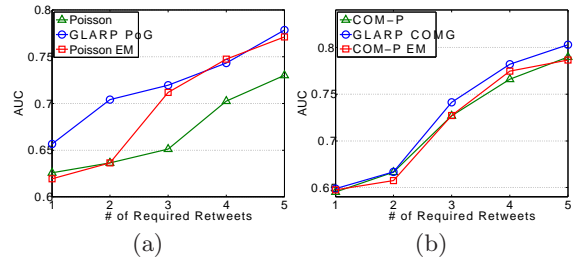 0.8
Poisson
GLARP PoG
Poisson EM
0.75
0.7
0.65
0.6
AUC
1 2 3 4 5
# of Required Retweets
(a)
COM-P
GLARP COMG
COM-P EM
0.8
0.75
0.7
0.65
AUC
1 2 3 4 5
# of Required Retweets
(b)